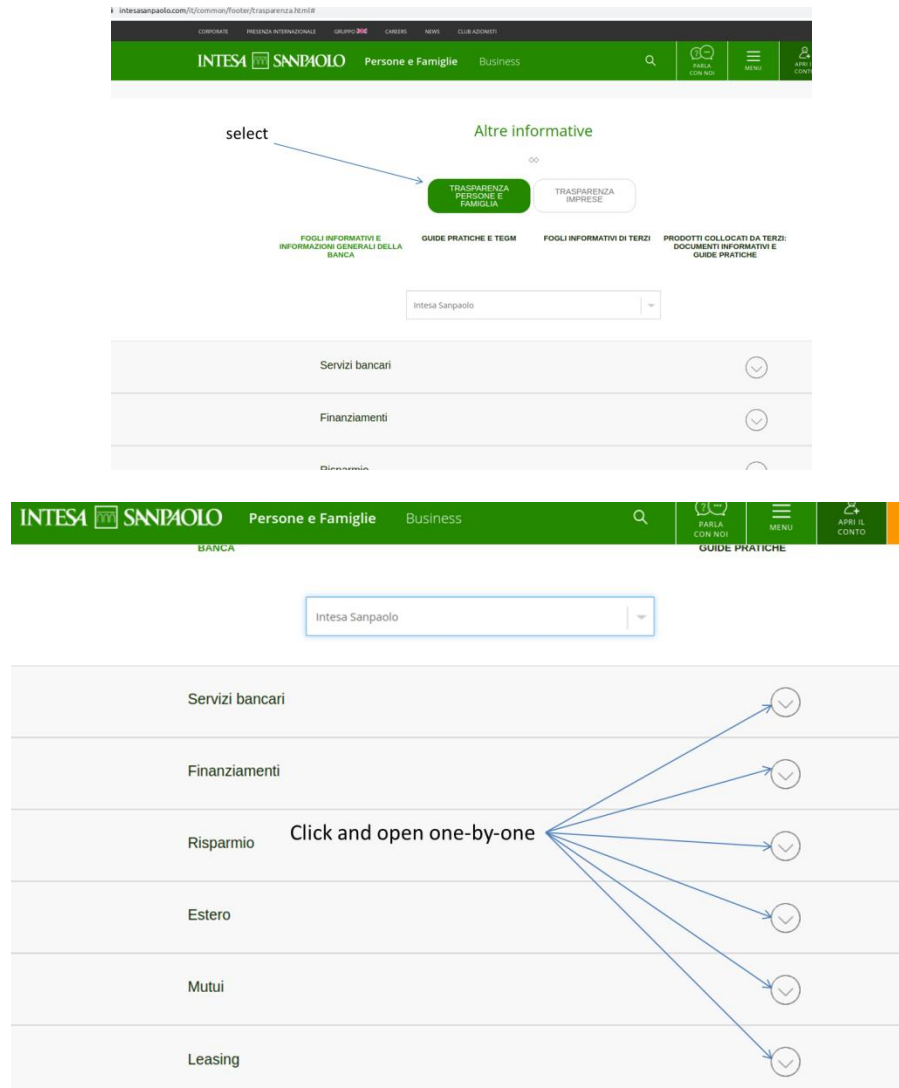 intesasanpaolo.com/it/common/footer/trasparenza.html#
CORPORATE PRESENZA INTERNAZIONALE GRUPPO CAREERS NEWS CLUB AZIONISTI
INTESA SANPAOLO Persone e Famiglie Business
PARLA
CON NOI
MENU
APRI I
CONT
select
Altre informative
TRASPARENZA
PERSONE E
FAMIGLIA
TRASPARENZA
IMPRESE
FOGLI INFORMATIVI E
INFORMAZIONI GENERALI DELLA
BANCA
GUIDE PRATICHE E TEGM
FOGLI INFORMATIVI DI TERZI
PRODOTTI COLLOCATI DA TERZI:
DOCUMENTI INFORMATIVI E
GUIDE PRATICHE
Intesa Sanpaolo
Servizi bancari
Finanziamenti
Risparmio
INTESA SANPAOLO Persone e Famiglie Business
PARLA
CON NOI
MENU
APRI IL
CONTO
BANCA
GUIDE PRATICHE
Intesa Sanpaolo
Servizi bancari
Finanziamenti
Risparmio
Click and open one-by-one
Estero
Mutui
Leasing